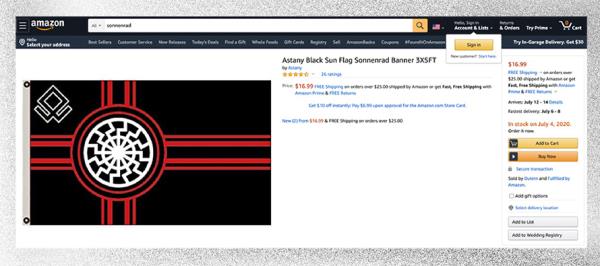 amazon
All
sonnenrad
Hello, Sign in
Account & Lists
Returns
& Orders
Try Prime
Cart
Hello
Select your address
Best Sellers Customer Service New Releases Today's Deals Find a Gift Whole Foods Gift Cards Registry Sell AmazonBasics Coupons #FoundItOnAmazon
Try In-Garage Delivery. Get $30
Sign in
New customer? Start here.
Astany Black Sun Flag Sonnenrad Banner 3X5FT
by Astany
26 ratings
Price: $16.99 FREE Shipping on orders over $25.00 shipped by Amazon or get Fast, Free Shipping with
Amazon Prime & FREE Returns
Get $10 off instantly: Pay $6.99 upon approval for the Amazon.com Store Card.
New (2) from $16.99 & FREE Shipping on orders over $25.00
$16.99
FREE Shipping on orders over
$25.00 shipped by Amazon or get
Fast, Free Shipping with Amazon
Prime & FREE Returns
Arrives: July 12 - 14 Details
Fastest delivery: July 6 - 8
In stock on July 4, 2020.
Order it now.
Add to Cart
Buy Now
Secure transaction
Sold by and Fulfilled by
Amazon.
Add gift options
Select delivery location
Add to List
Add to Wedding Registry